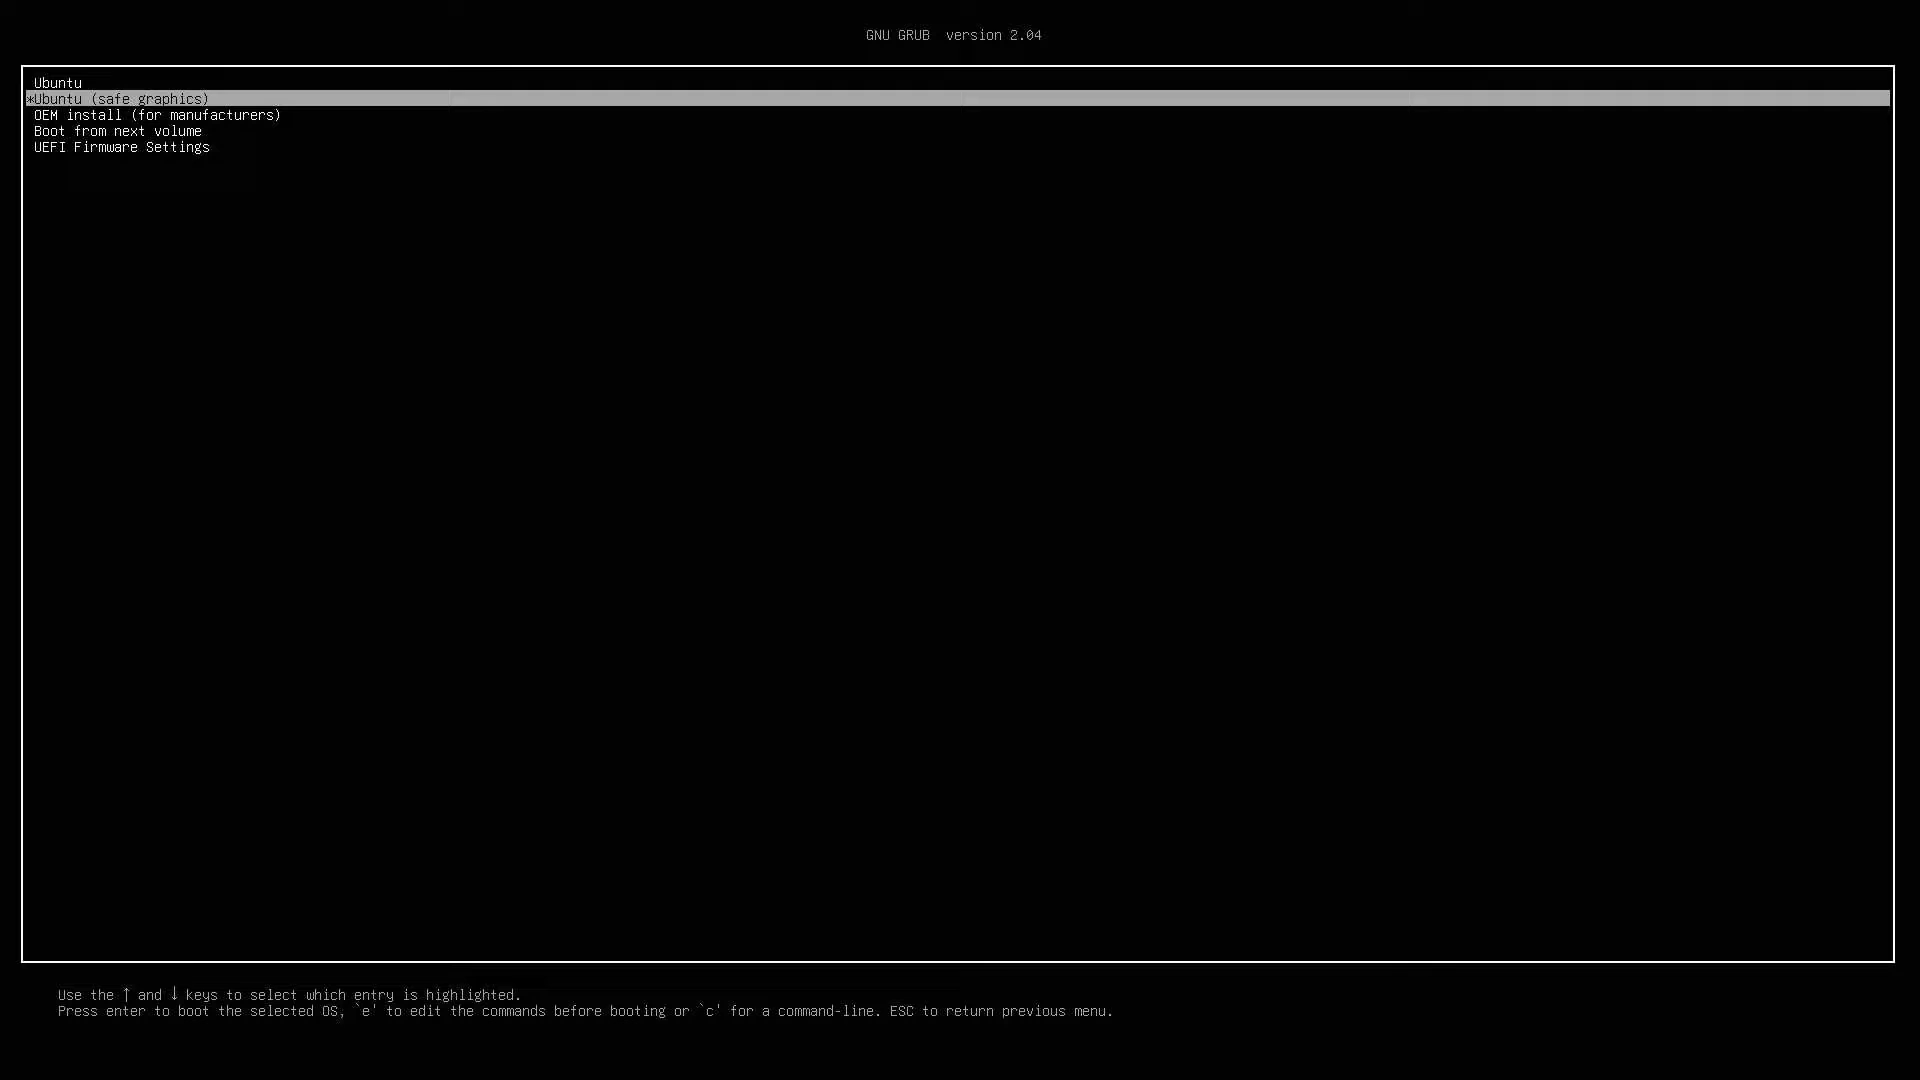 GNU GRUB  version 2.04
Ubuntu
*Ubuntu (safe graphics)
OEM install (for manufacturers)
Boot from next volume
UEFI Firmware Settings
Use the ↑ and ↓ keys to select which entry is highlighted.
Press enter to boot the selected OS, `e' to edit the commands before booting or `c' for a command-line. ESC to return previous menu.